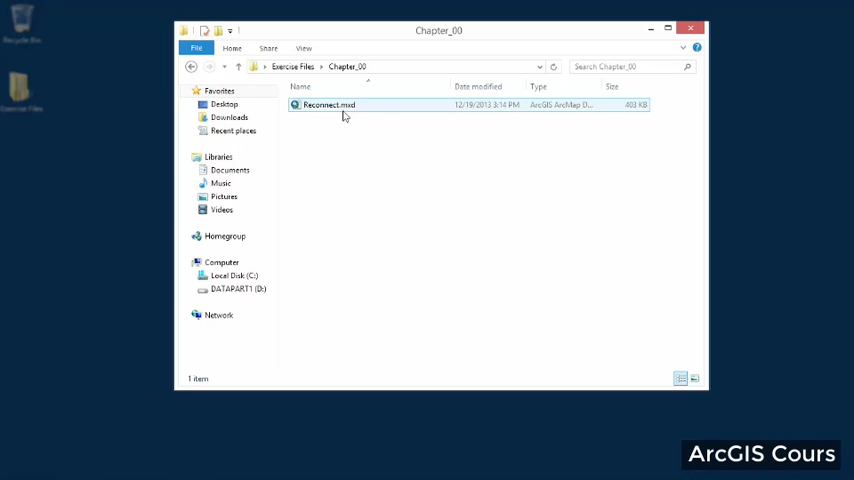 Recycle Bin
Exercise Files
Chapter_00
File Home Share View
Exercise Files Chapter_00
Search Chapter_00
Name Date modified Type Size
Reconnect.mxd 12/19/2013 3:14 PM ArcGIS ArcMap D... 403 KB
Favorites
Desktop
Downloads
Recent places
Libraries
Documents
Music
Pictures
Videos
Homegroup
Computer
Local Disk (C:)
DATAPART1 (D:)
Network
1 item
ArcGIS Cours